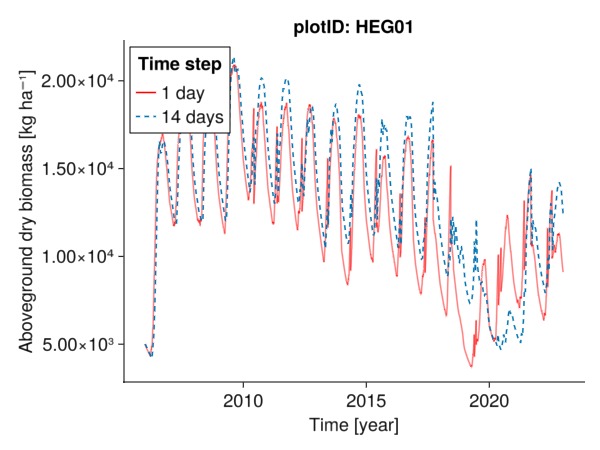 plotID: HEG01
Time step
1 day
14 days
Aboveground dry biomass [kg ha⁻¹]
2.00×10⁴
1.50×10⁴
1.00×10⁴
5.00×10³
2010 2015 2020
Time [year]